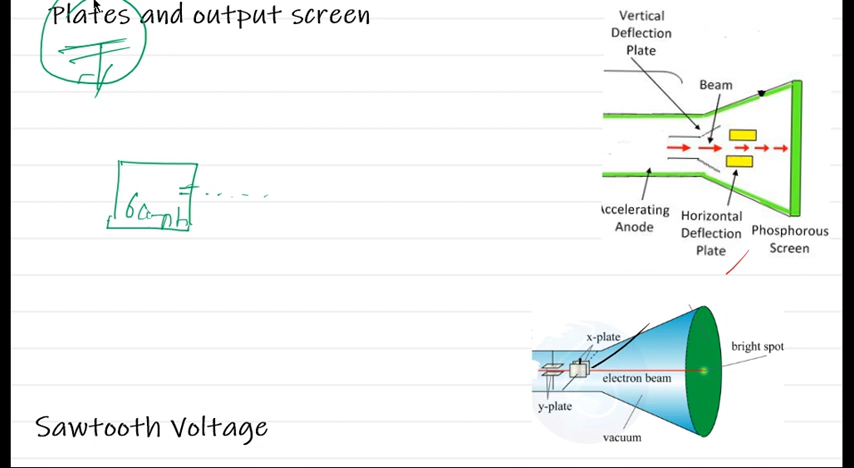 Plates and output screen
Vertical
Deflection
Plate
Beam
Accelerating
Anode
Horizontal
Deflection
Plate
Phosphorous
Screen
x-plate
bright spot
electron beam
y-plate
vacuum
Sawtooth Voltage